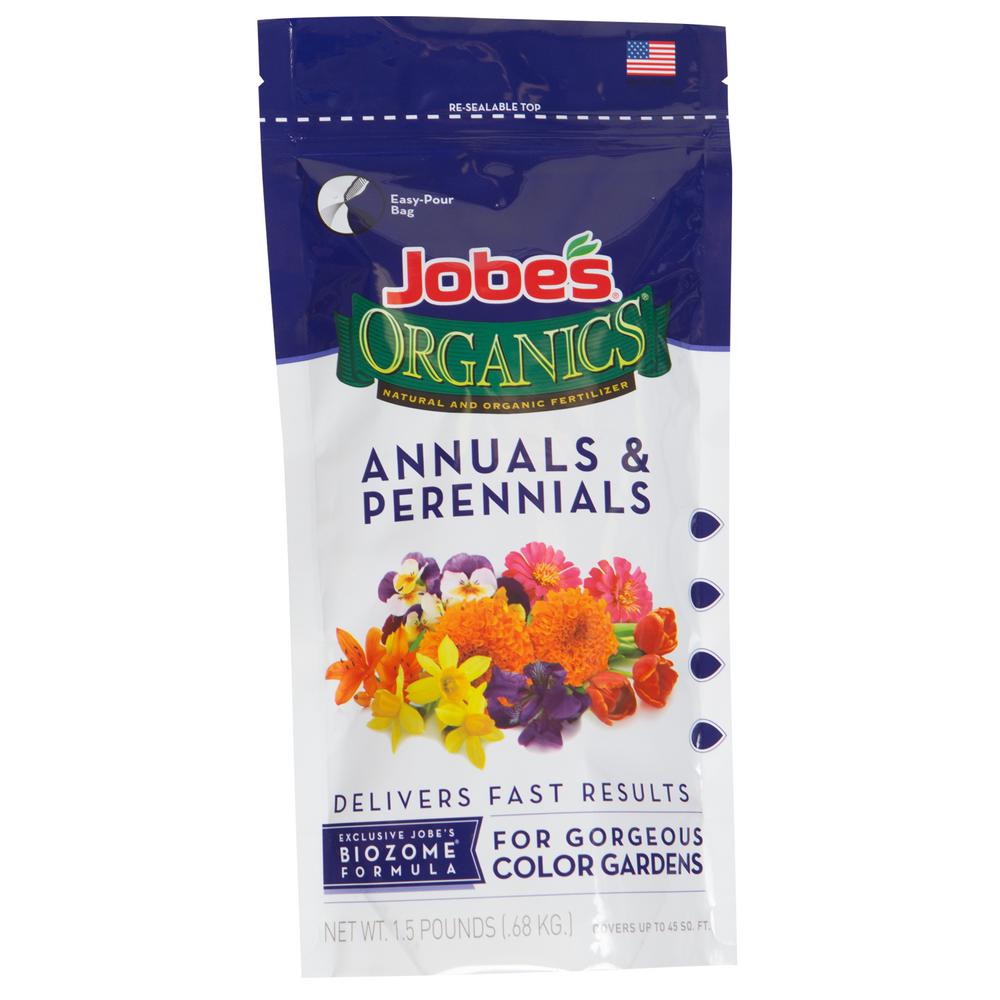 RE-SEALABLE TOP
Easy-Pour
Bag
Jobe's®
ORGANICS®
NATURAL AND ORGANIC FERTILIZER
ANNUALS &
PERENNIALS
DELIVERS FAST RESULTS
EXCLUSIVE JOBE'S
BIOZOME®
FORMULA
FOR GORGEOUS
COLOR GARDENS
NET WT. 1.5 POUNDS (.68 KG.)
COVERS UP TO 45 SQ. FT.